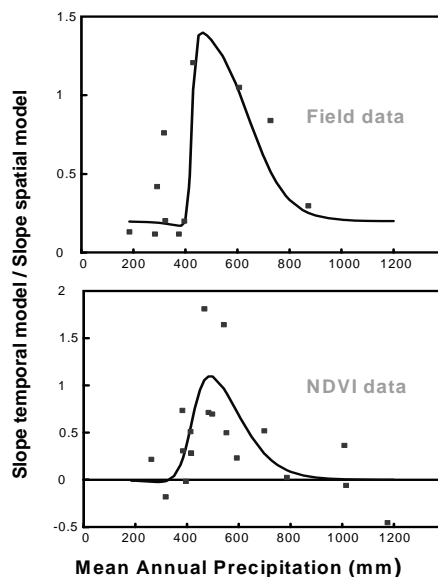 Slope temporal model / Slope spatial model
1.5
1
0.5
0
Field data
0 200 400 600 800 1000 1200
2
1.5
1
0.5
0
-0.5
NDVI data
0 200 400 600 800 1000 1200
Mean Annual Precipitation (mm)